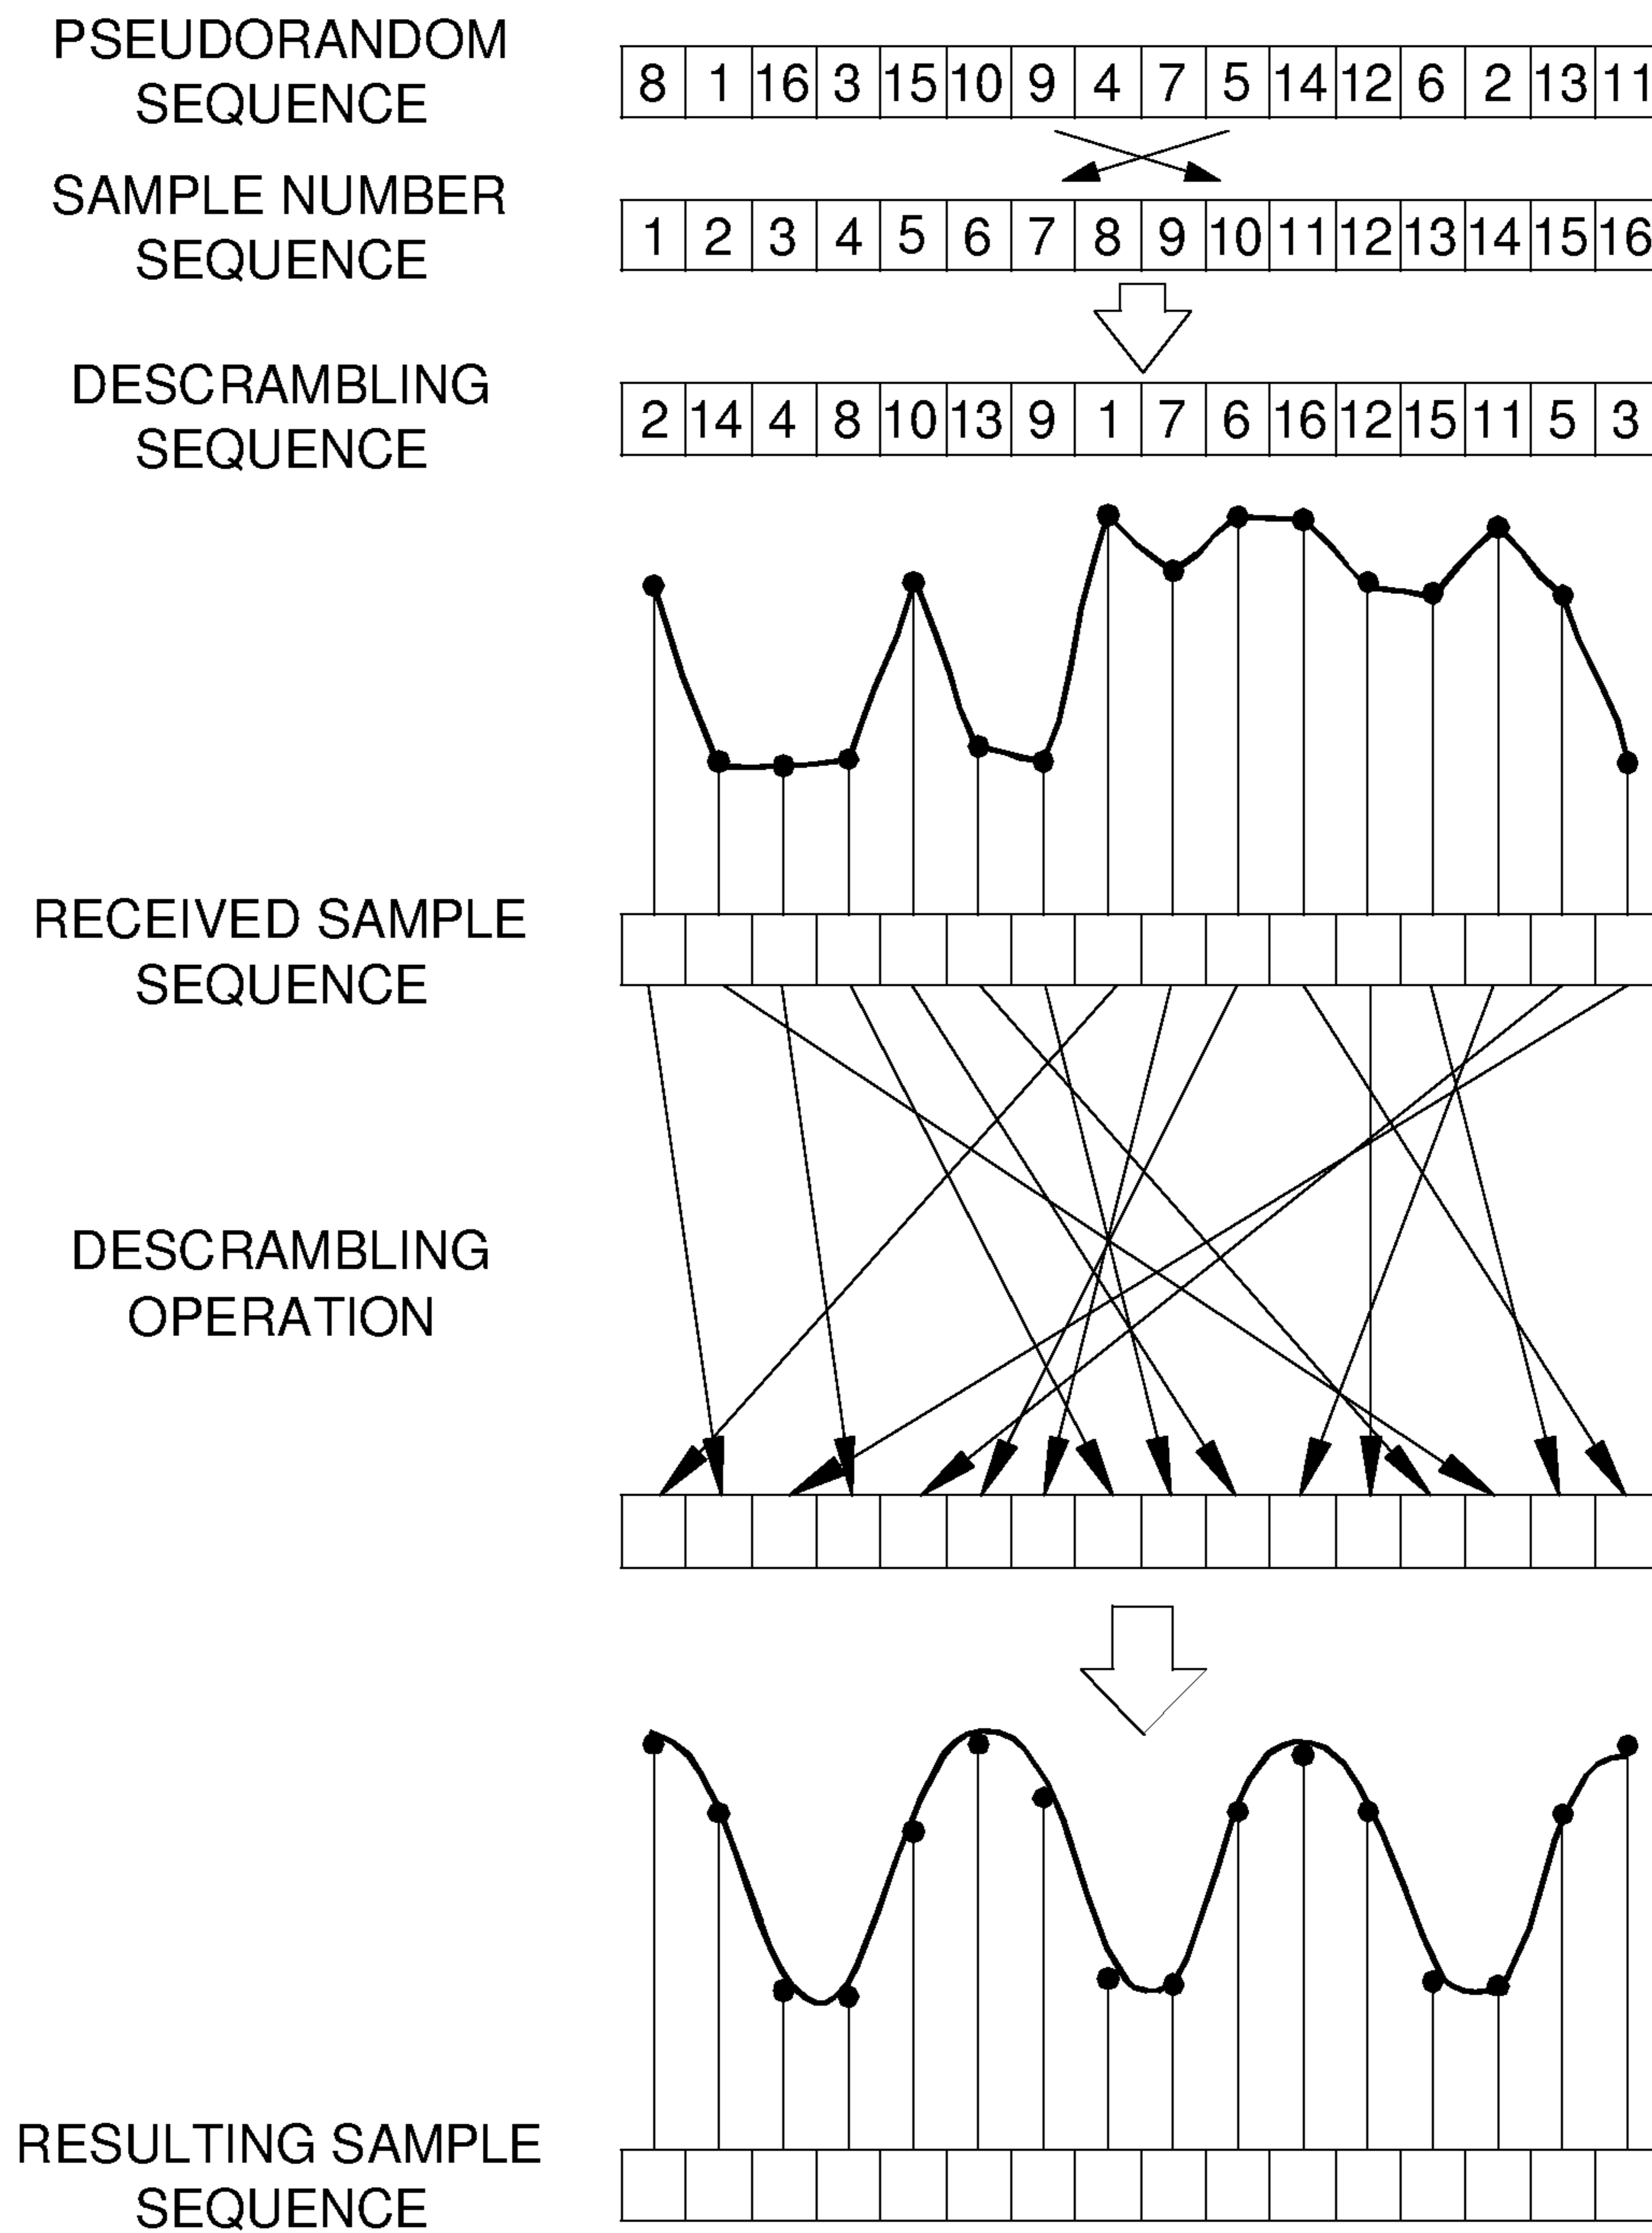 PSEUDORANDOM
SEQUENCE
8 1 16 3 15 10 9 4 7 5 14 12 6 2 13 11
SAMPLE NUMBER
SEQUENCE
1 2 3 4 5 6 7 8 9 10 11 12 13 14 15 16
DESCRAMBLING
SEQUENCE
2 14 4 8 10 13 9 1 7 6 16 12 15 11 5 3
RECEIVED SAMPLE
SEQUENCE
DESCRAMBLING
OPERATION
RESULTING SAMPLE
SEQUENCE